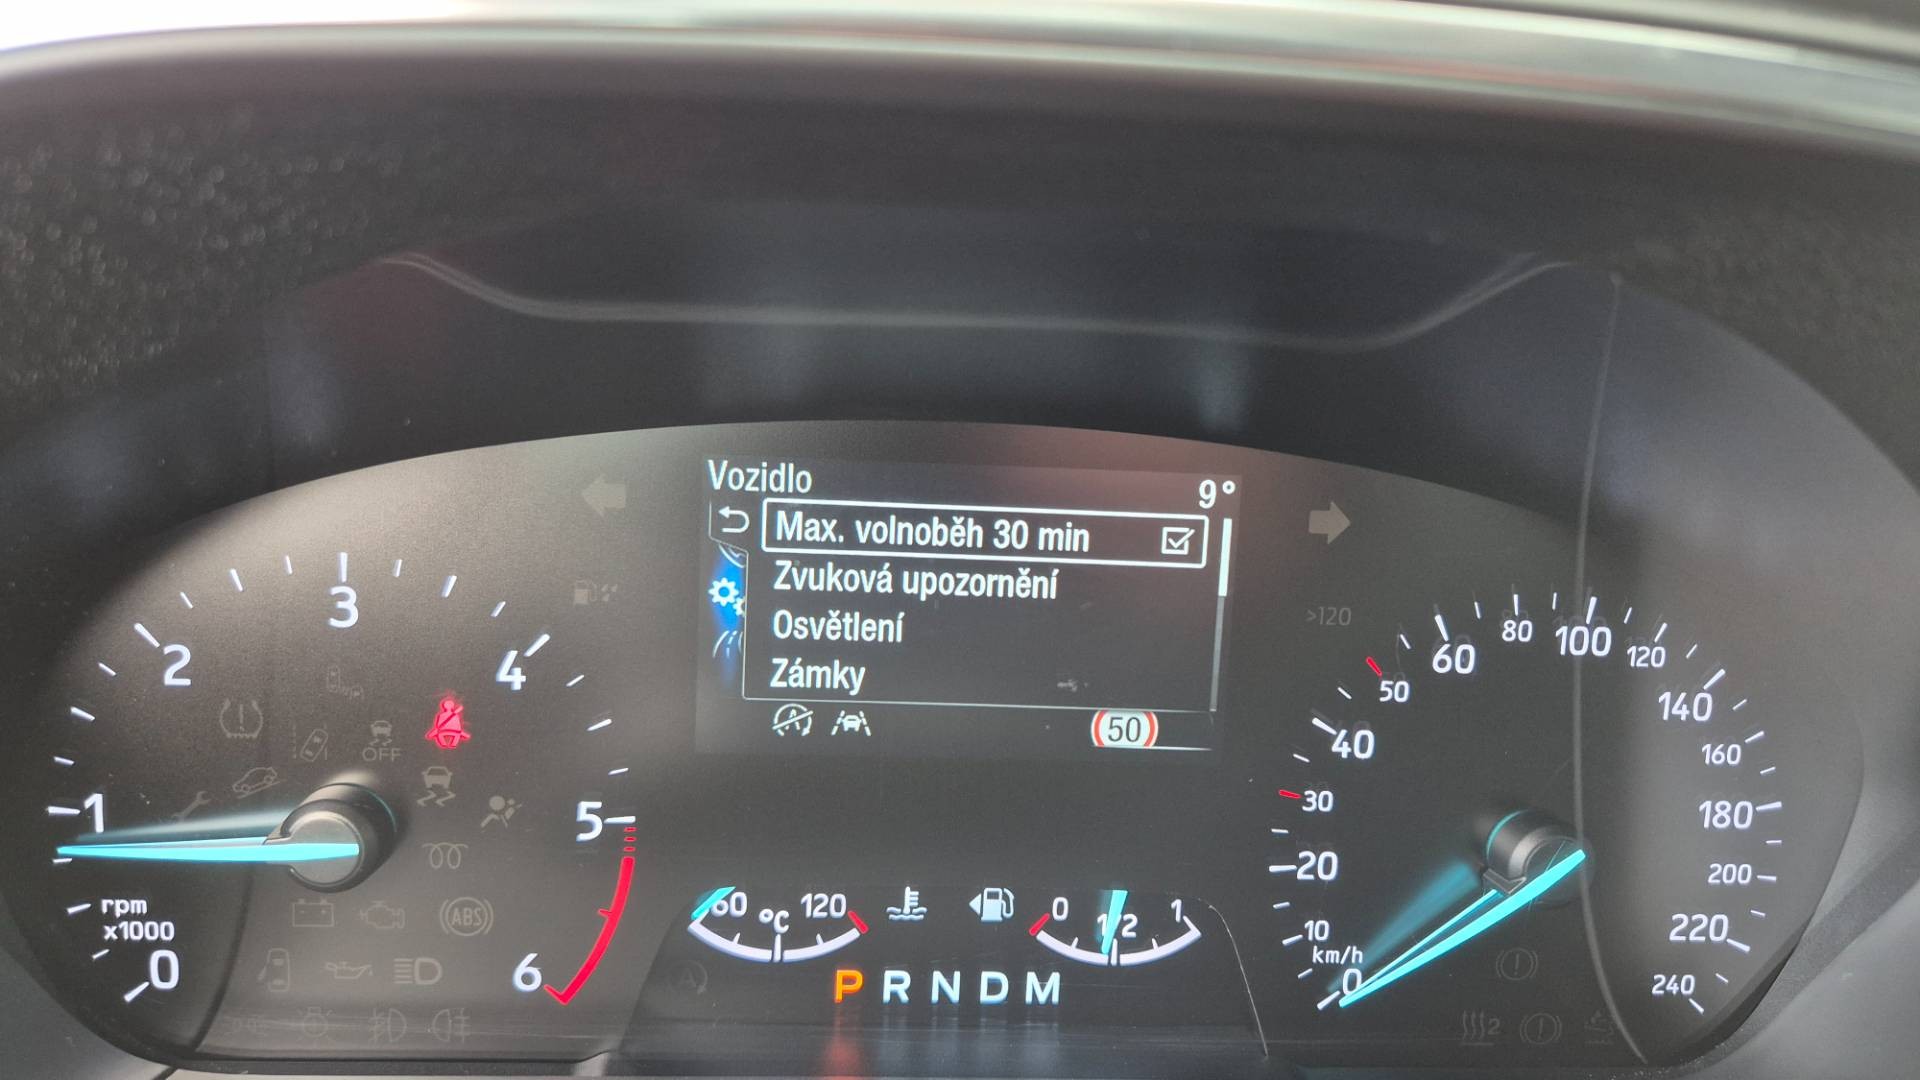 Vozidlo
9°
Max. volnoběh 30 min
Zvuková upozornění
Osvětlení
Zámky
50
0
1
2
3
4
5
6
rpm
x1000
OFF
ABS
60
°C
120
0
1/2
1
P R N D M
>120
0
10
20
30
40
50
60
80
100
120
140
160
180
200
220
240
km/h
2